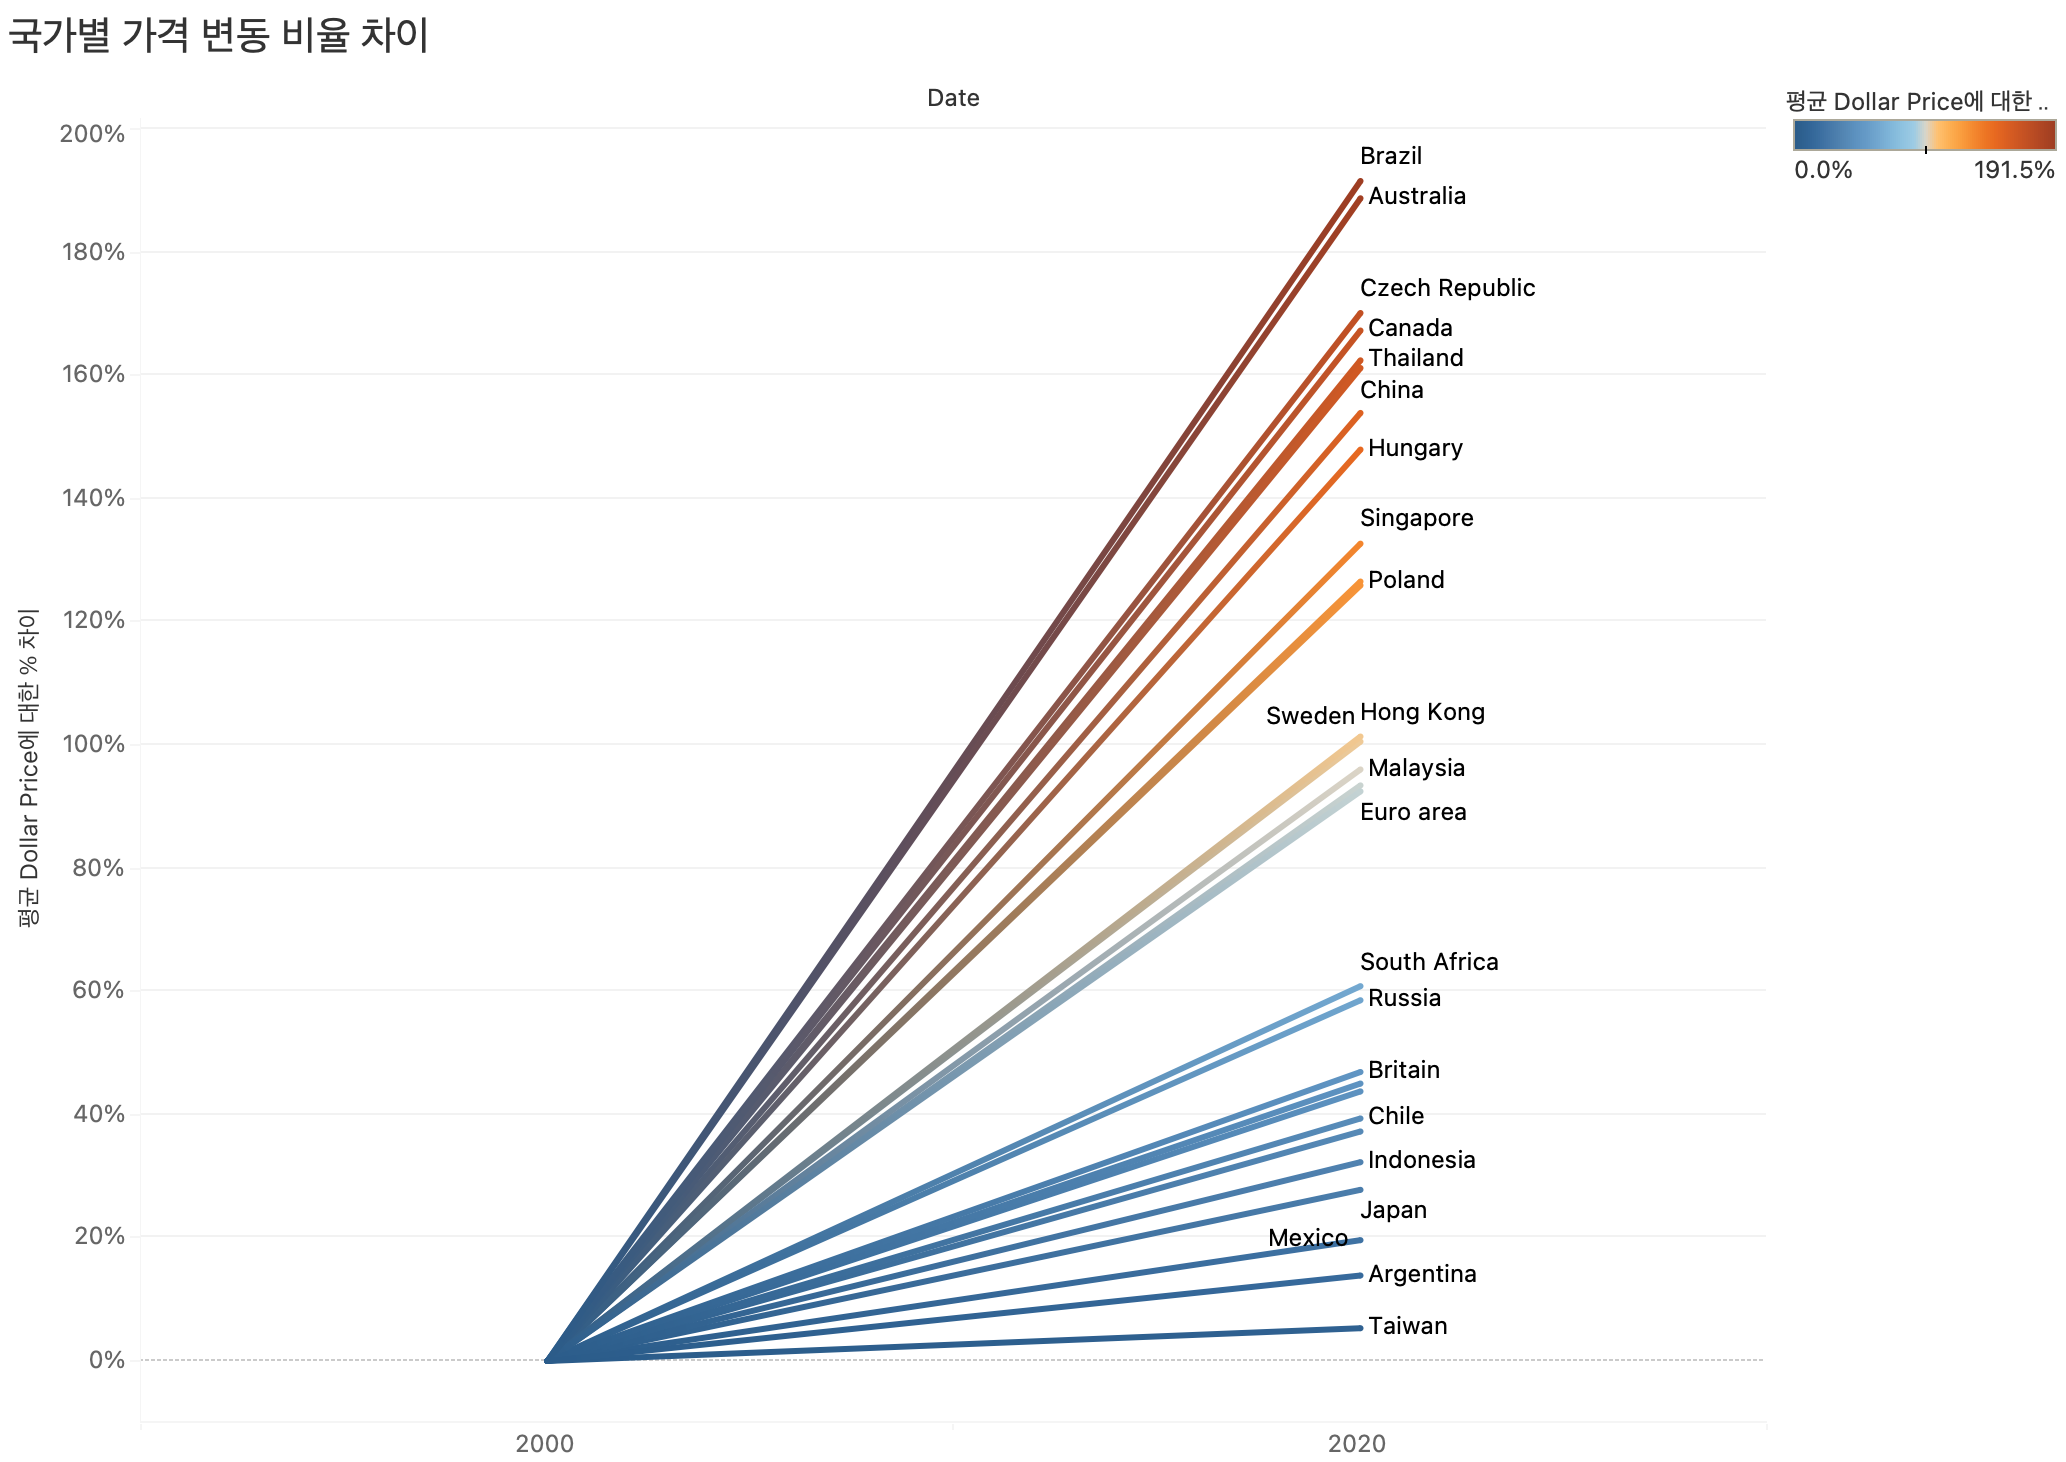 국가별 가격 변동 비율 차이
Date
평균 Dollar Price에 대한 ..
0.0% 191.5%
평균 Dollar Price에 대한 % 차이
200%
180%
160%
140%
120%
100%
80%
60%
40%
20%
0%
Brazil
Australia
Czech Republic
Canada
Thailand
China
Hungary
Singapore
Poland
Sweden Hong Kong
Malaysia
Euro area
South Africa
Russia
Britain
Chile
Indonesia
Japan
Mexico
Argentina
Taiwan
2000 2020